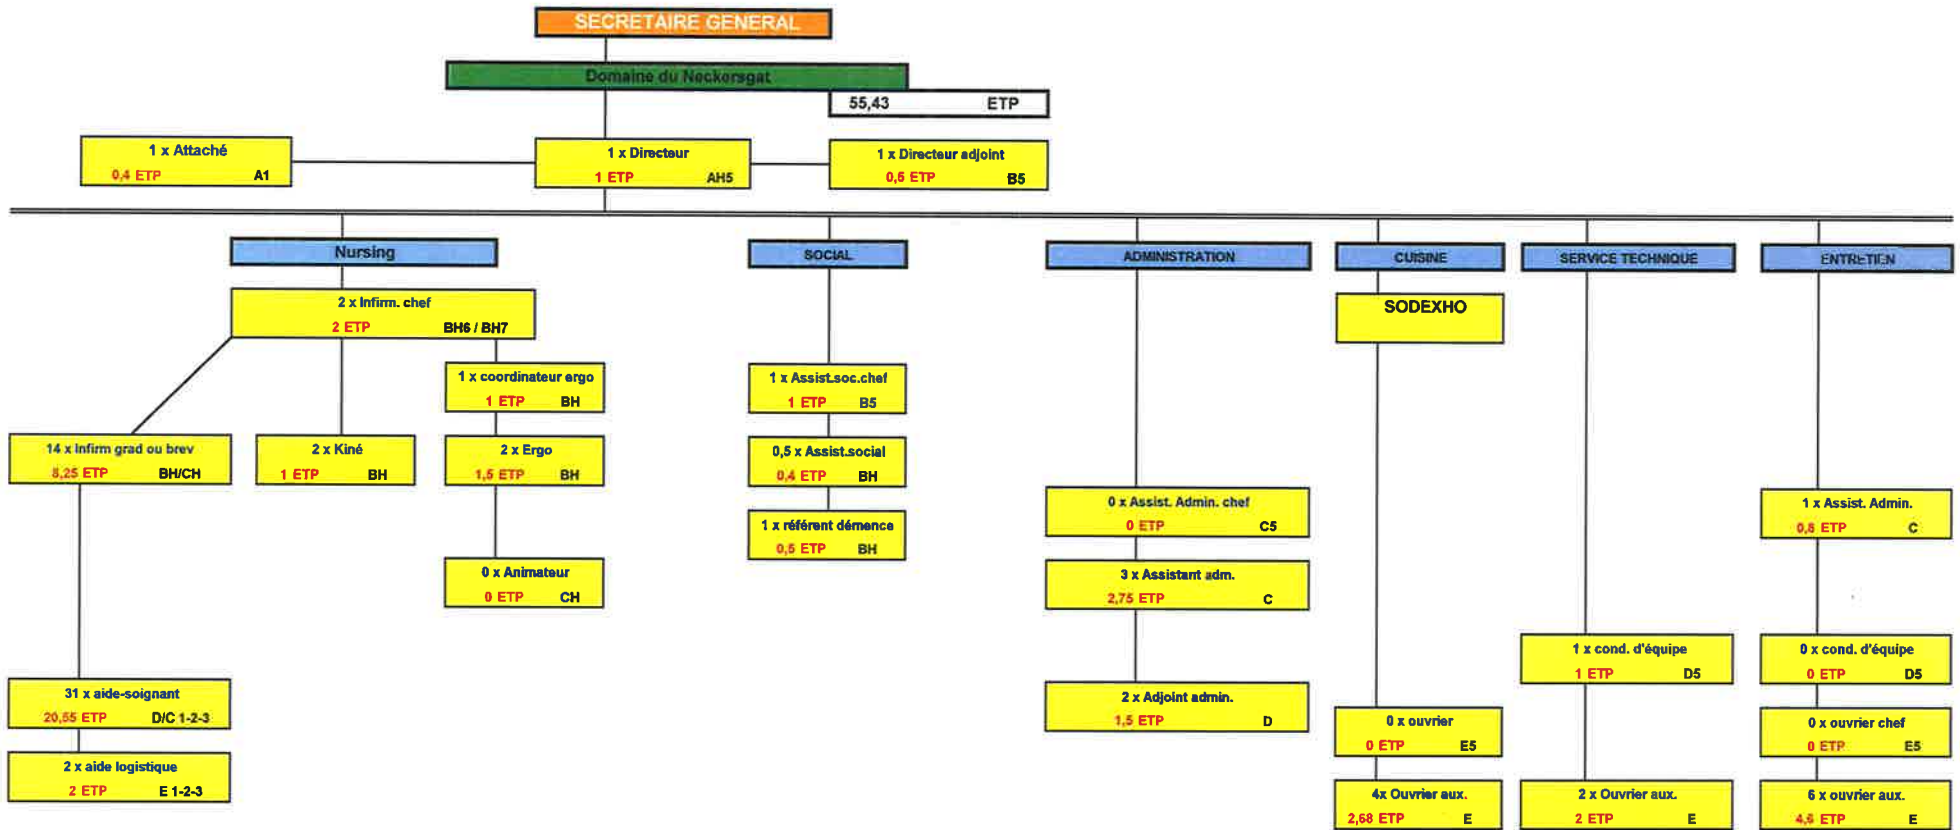 SECRETAIRE GENERAL
Domaine du Neckersgat
55,43 ETP
1 x Attaché
0,4 ETP A1
1 x Directeur
1 ETP AH5
1 x Directeur adjoint
0,5 ETP B5
Nursing
SOCIAL
ADMINISTRATION
CUISINE
SERVICE TECHNIQUE
ENTRETIEN
2 x Infirm. chef
2 ETP BH6 / BH7
SODEXHO
1 x coordinateur ergo
1 ETP BH
1 x Assist.soc.chef
1 ETP B5
14 x Infirm grad ou brev
8,25 ETP BH/CH
2 x Kiné
1 ETP BH
2 x Ergo
1,5 ETP BH
0,5 x Assist.social
0,4 ETP BH
0 x Assist. Admin. chef
0 ETP C5
1 x Assist. Admin.
0,8 ETP C
1 x référent démence
0,5 ETP BH
0 x Animateur
0 ETP CH
3 x Assistant adm.
2,75 ETP C
1 x cond. d'équipe
1 ETP D5
0 x cond. d'équipe
0 ETP D5
31 x aide-soignant
20,55 ETP D/C 1-2-3
2 x Adjoint admin.
1,5 ETP D
0 x ouvrier
0 ETP E5
0 x ouvrier chef
0 ETP E5
2 x aide logistique
2 ETP E 1-2-3
4x Ouvrier aux.
2,68 ETP E
2 x Ouvrier aux.
2 ETP E
6 x ouvrier aux.
4,6 ETP E